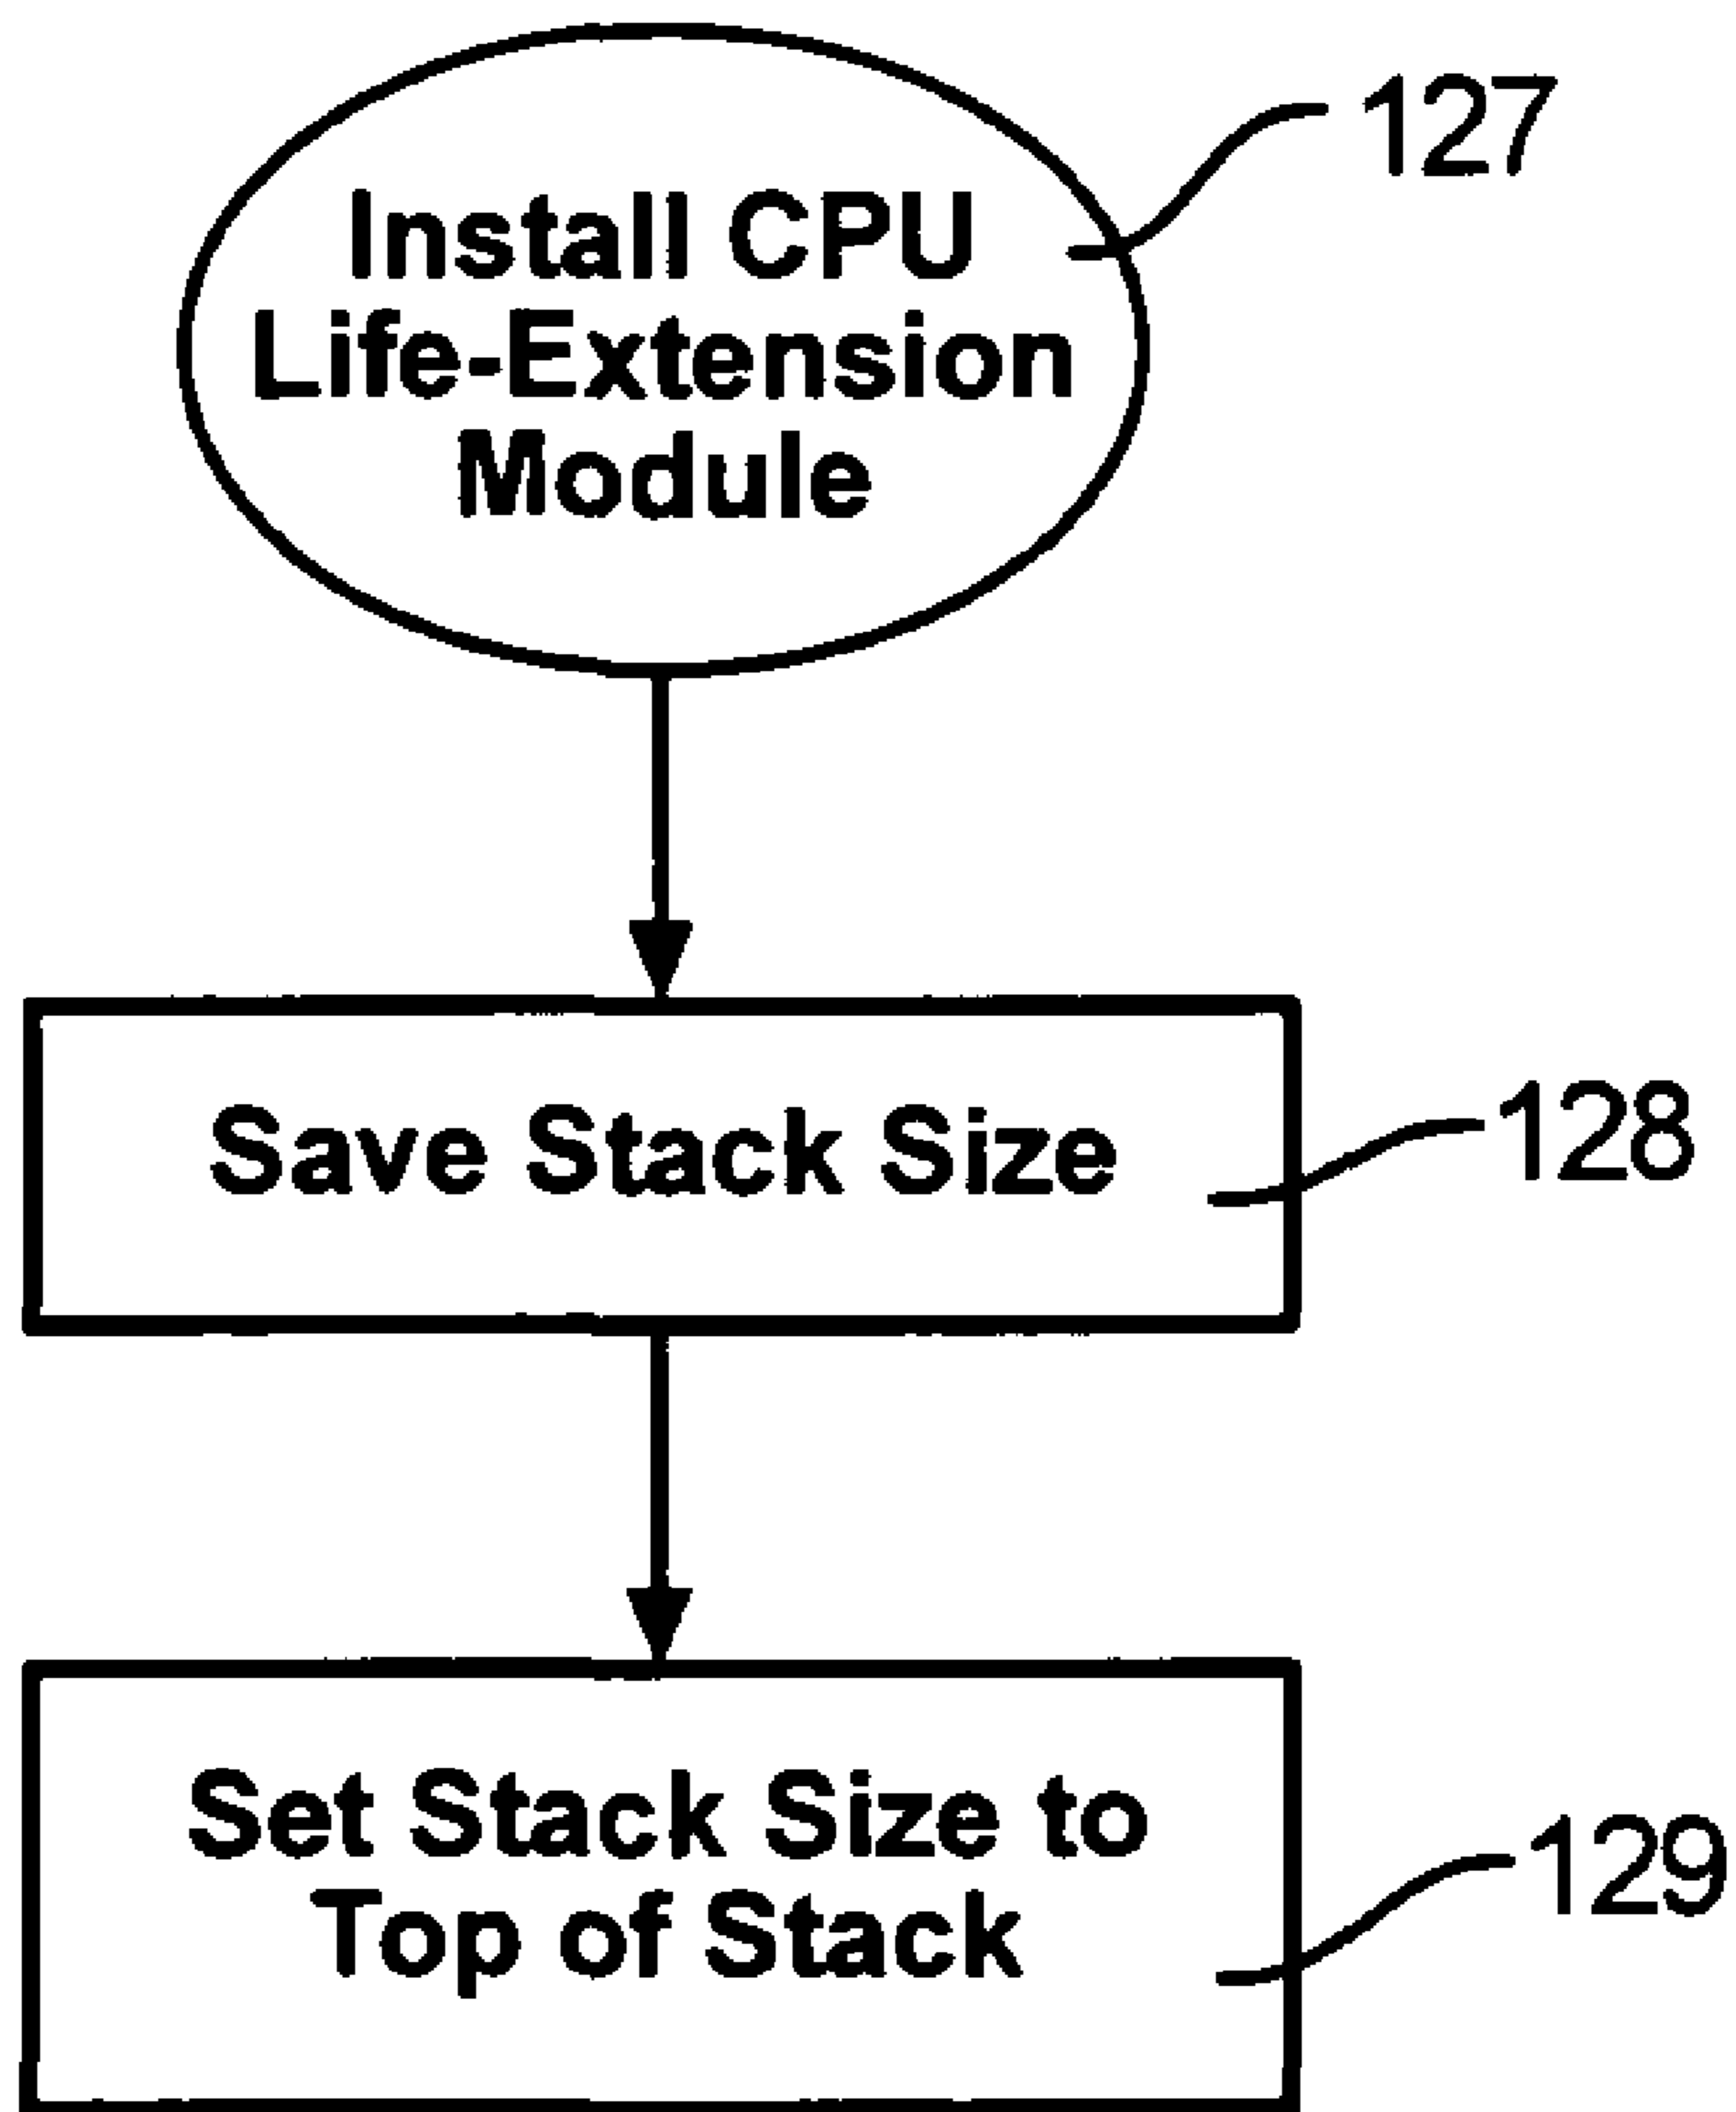 127
Install CPU
Life-Extension
Module
128
Save Stack Size
Set Stack Size to
129
Top of Stack